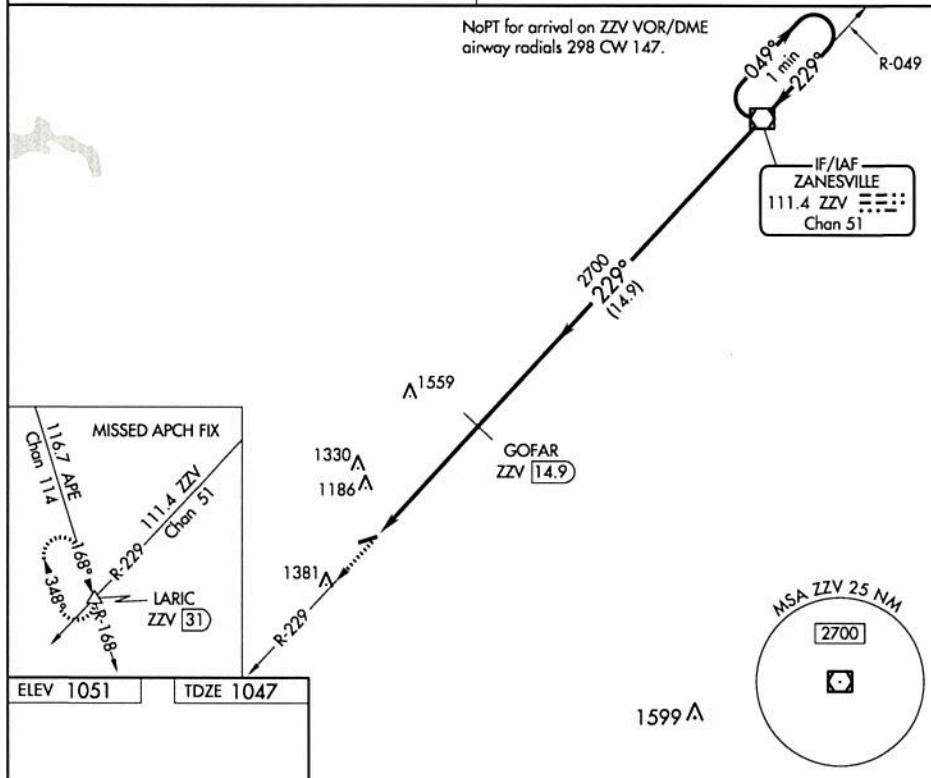 NoPT for arrival on ZZV VOR/DME
airway radials 298 CW 147.
R-049
049°
1 min
229°
IF/IAF
ZANESVILLE
111.4 ZZV
Chan 51
2700
229°
(14.9)
1559
GOFAR
ZZV 14.9
1330
1186
1381
R-229
MISSED APCH FIX
116.7 APE
Chan 114
111.4 ZZV
Chan 51
R-229
168°
348°
LARIC
ZZV 31
R-168
MSA ZZV 25 NM
2700
1599
ELEV 1051
TDZE 1047